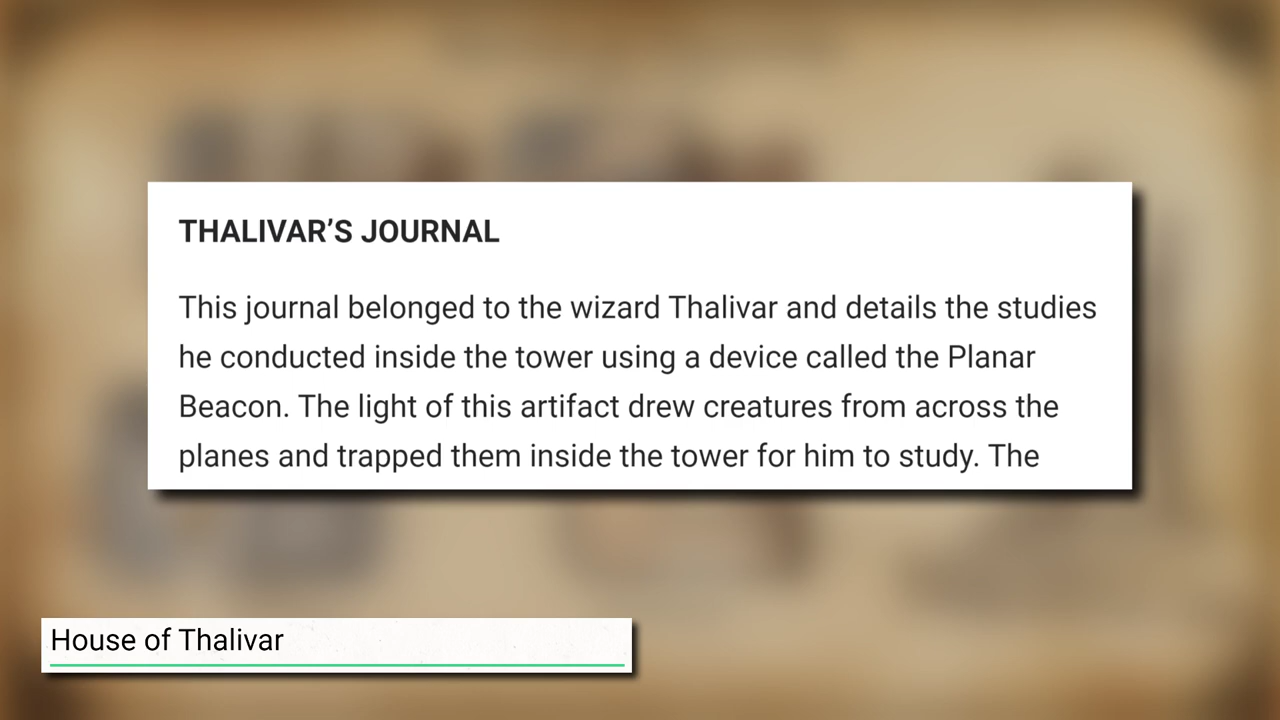 THALIVAR’S JOURNAL
This journal belonged to the wizard Thalivar and details the studies
he conducted inside the tower using a device called the Planar
Beacon. The light of this artifact drew creatures from across the
planes and trapped them inside the tower for him to study. The
House of Thalivar